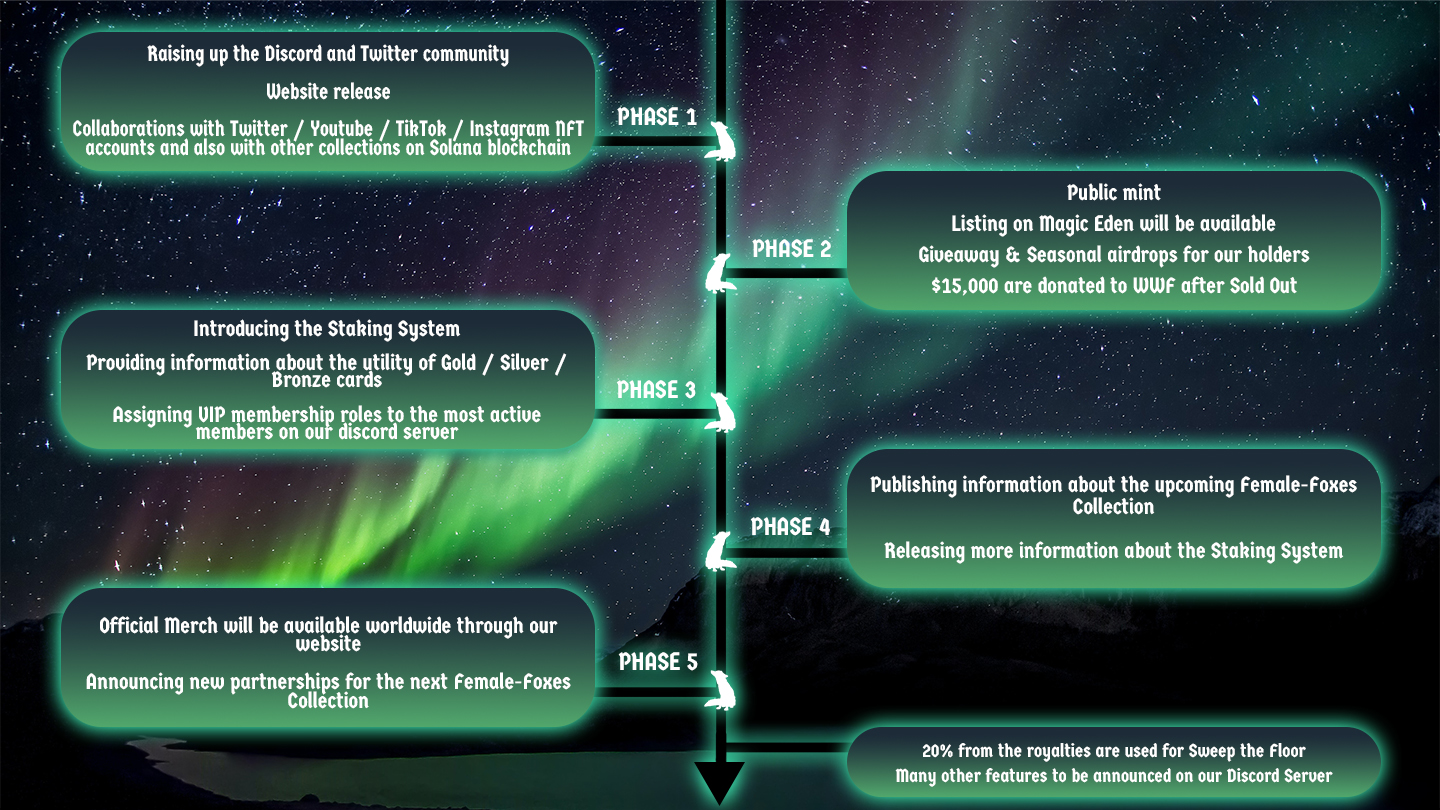 Raising up the Discord and Twitter community
Website release
Collaborations with Twitter / Youtube / TikTok / Instagram NFT
accounts and also with other collections on Solana blockchain
PHASE 1
Public mint
Listing on Magic Eden will be available
Giveaway & Seasonal airdrops for our holders
$15,000 are donated to WWF after Sold Out
PHASE 2
Introducing the Staking System
Providing information about the utility of Gold / Silver /
Bronze cards
Assigning VIP membership roles to the most active
members on our discord server
PHASE 3
Publishing information about the upcoming Female-Foxes
Collection
Releasing more information about the Staking System
PHASE 4
Official Merch will be available worldwide through our
website
Announcing new partnerships for the next Female-Foxes
Collection
PHASE 5
20% from the royalties are used for Sweep the Floor
Many other features to be announced on our Discord Server